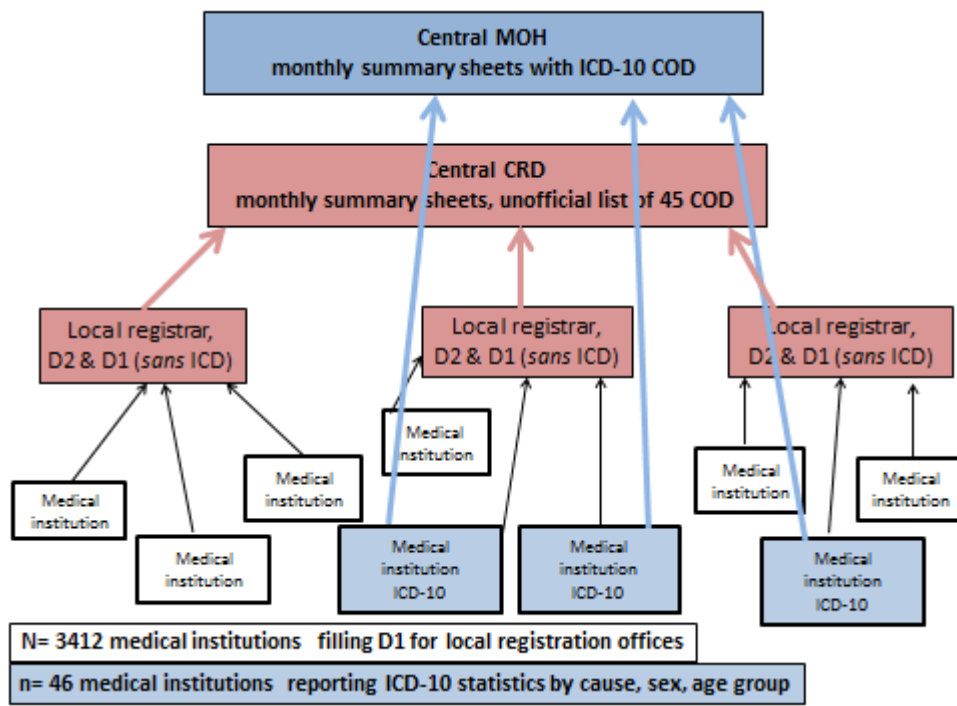 Central MOH
monthly summary sheets with ICD-10 COD
Central CRD
monthly summary sheets, unofficial list of 45 COD
Local registrar,
D2 & D1 (sans ICD)
Local registrar,
D2 & D1 (sans ICD)
Local registrar,
D2 & D1 (sans ICD)
Medical
institution
Medical
institution
Medical
institution
Medical
institution
Medical
institution
Medical
institution
Medical
institution
ICD-10
Medical
institution
ICD-10
Medical
institution
ICD-10
N= 3412 medical institutions filling D1 for local registration offices
n= 46 medical institutions reporting ICD-10 statistics by cause, sex, age group